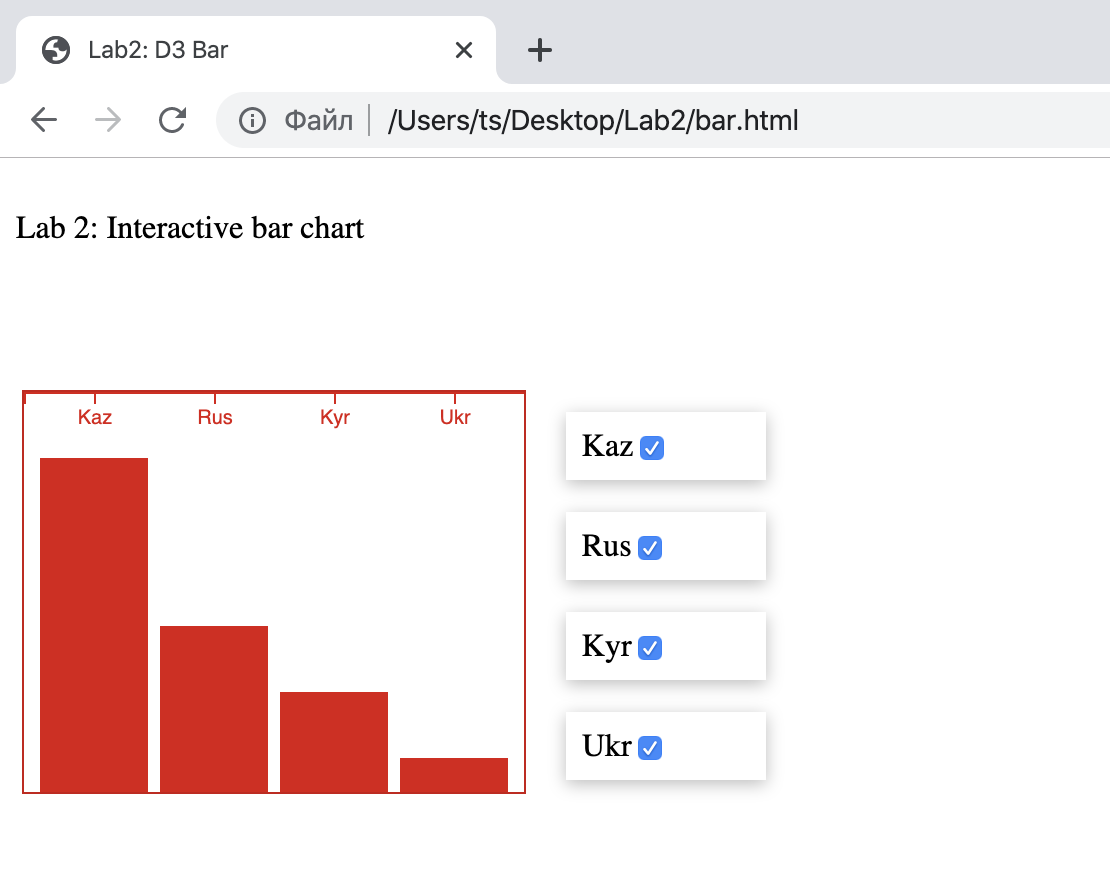 Lab2: D3 Bar
Файл /Users/ts/Desktop/Lab2/bar.html
Lab 2: Interactive bar chart
Kaz Rus Kyr Ukr
Kaz
Rus
Kyr
Ukr